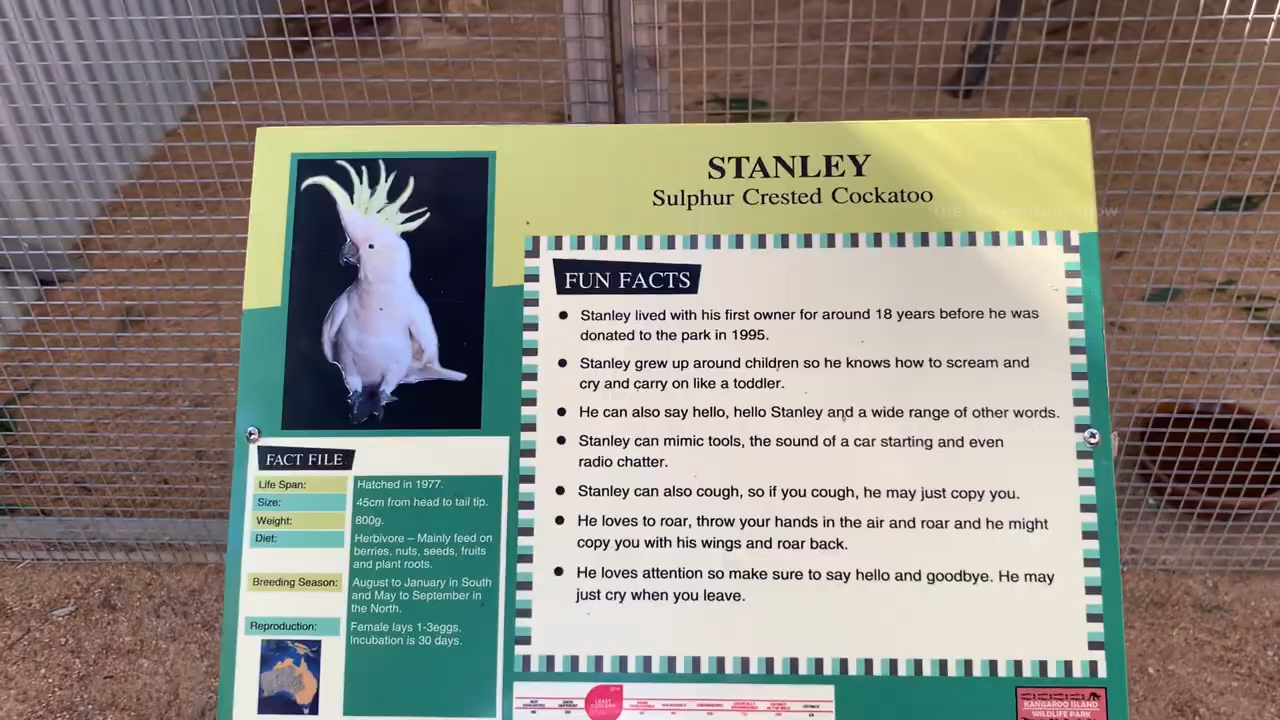 STANLEY
Sulphur Crested Cockatoo
FUN FACTS
Stanley lived with his first owner for around 18 years before he was
donated to the park in 1995.
Stanley grew up around children so he knows how to scream and
cry and carry on like a toddler.
He can also say hello, hello Stanley and a wide range of other words.
Stanley can mimic tools, the sound of a car starting and even
radio chatter.
Stanley can also cough, so if you cough, he may just copy you.
He loves to roar, throw your hands in the air and roar and he might
copy you with his wings and roar back.
He loves attention so make sure to say hello and goodbye. He may
just cry when you leave.
FACT FILE
Life Span: Hatched in 1977.
Size: 45cm from head to tail tip.
Weight: 800g.
Diet: Herbivore – Mainly feed on
berries, nuts, seeds, fruits
and plant roots.
Breeding Season: August to January in South
and May to September in
the North.
Reproduction: Female lays 1-3eggs.
Incubation is 30 days.
LEAST
CONCERN
KANGAROO ISLAND
WILDLIFE PARK